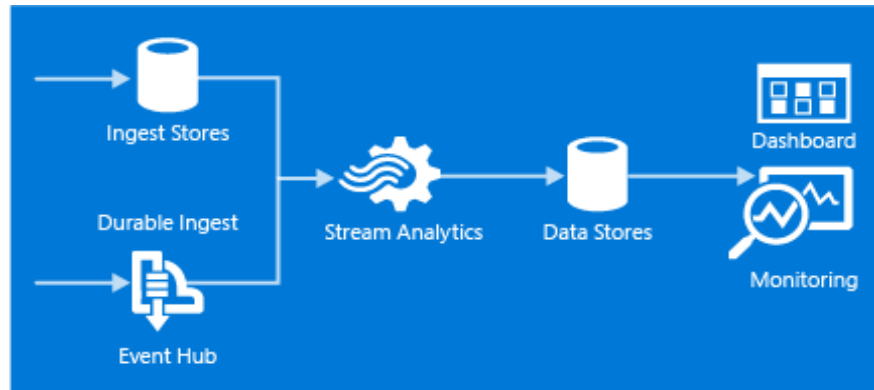 Ingest Stores
Durable Ingest
Event Hub
Stream Analytics
Data Stores
Dashboard
Monitoring